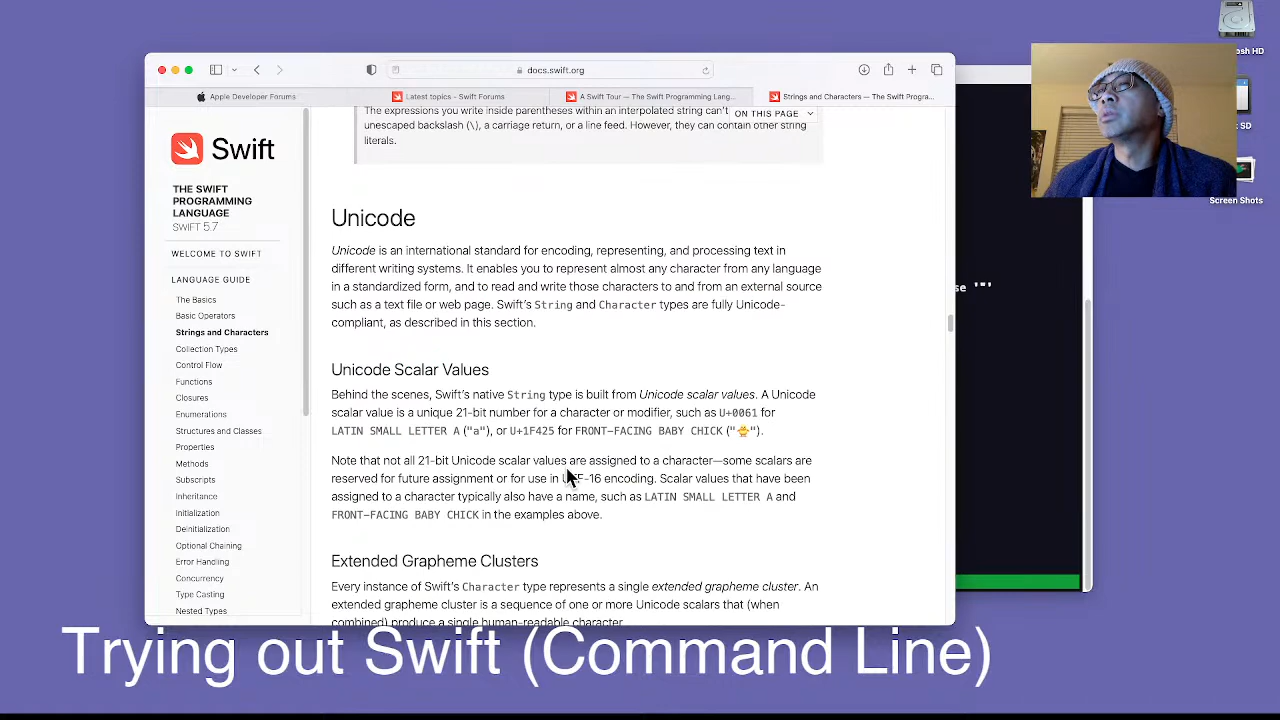 docs.swift.org
Apple Developer Forums
Latest topics – Swift Forums
A Swift Tour — The Swift Programming Lang...
Strings and Characters — The Swift Progra...
The expressions you write inside parentheses within an interpolated string can't
ON THIS PAGE
unescaped backslash (\), a carriage return, or a line feed. However, they can contain other string
literals.
Swift
THE SWIFT
PROGRAMMING
LANGUAGE
SWIFT 5.7
WELCOME TO SWIFT
LANGUAGE GUIDE
The Basics
Basic Operators
Strings and Characters
Collection Types
Control Flow
Functions
Closures
Enumerations
Structures and Classes
Properties
Methods
Subscripts
Inheritance
Initialization
Deinitialization
Optional Chaining
Error Handling
Concurrency
Type Casting
Nested Types
Unicode
Unicode is an international standard for encoding, representing, and processing text in
different writing systems. It enables you to represent almost any character from any language
in a standardized form, and to read and write those characters to and from an external source
such as a text file or web page. Swift's String and Character types are fully Unicode-
compliant, as described in this section.
Unicode Scalar Values
Behind the scenes, Swift's native String type is built from Unicode scalar values. A Unicode
scalar value is a unique 21-bit number for a character or modifier, such as U+0061 for
LATIN SMALL LETTER A ("a"), or U+1F425 for FRONT-FACING BABY CHICK ("🐥").
Note that not all 21-bit Unicode scalar values are assigned to a character—some scalars are
reserved for future assignment or for use in UTF-16 encoding. Scalar values that have been
assigned to a character typically also have a name, such as LATIN SMALL LETTER A and
FRONT-FACING BABY CHICK in the examples above.
Extended Grapheme Clusters
Every instance of Swift's Character type represents a single extended grapheme cluster. An
extended grapheme cluster is a sequence of one or more Unicode scalars that (when
combined) produce a single human-readable character.
se '"'
ash HD
SD
Screen Shots
Trying out Swift (Command Line)